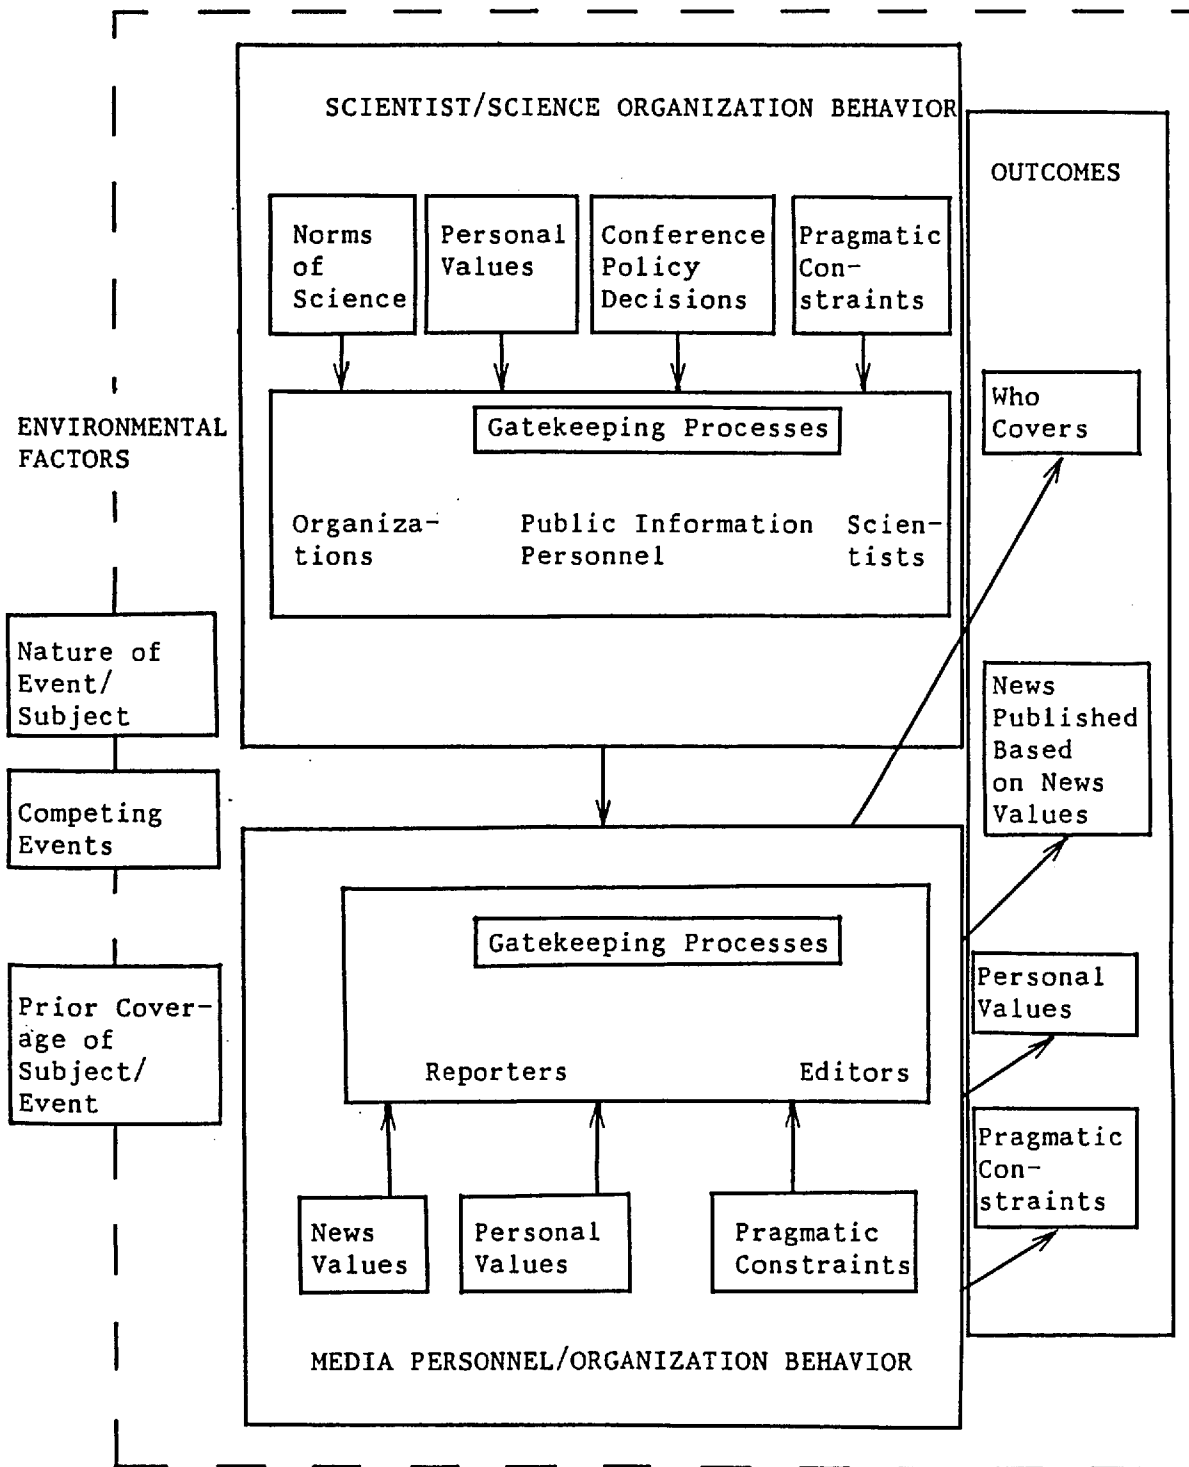 SCIENTIST/SCIENCE ORGANIZATION BEHAVIOR
Norms
of
Science
Personal
Values
Conference
Policy
Decisions
Pragmatic
Con-
straints
Gatekeeping Processes
Organiza-
tions
Public Information
Personnel
Scien-
tists
ENVIRONMENTAL
FACTORS
Nature of
Event/
Subject
Competing
Events
Prior Cover-
age of
Subject/
Event
Gatekeeping Processes
Reporters
Editors
News
Values
Personal
Values
Pragmatic
Constraints
MEDIA PERSONNEL/ORGANIZATION BEHAVIOR
OUTCOMES
Who
Covers
News
Published
Based
on News
Values
Personal
Values
Pragmatic
Con-
straints